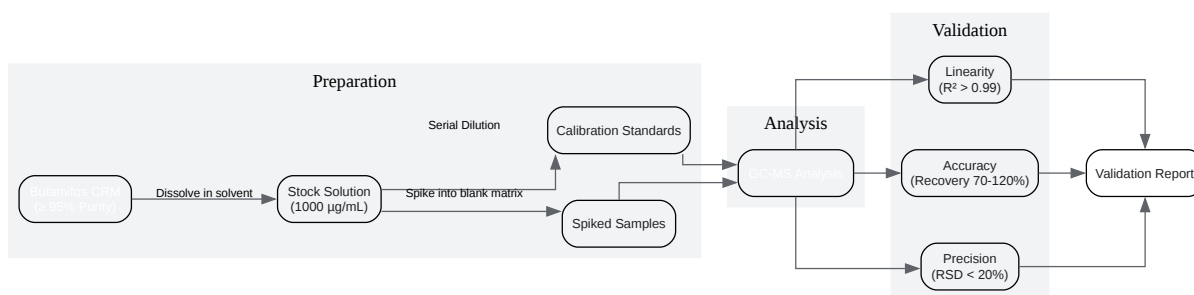 Preparation
Serial Dilution
Calibration Standards
Butamifos CRM
(≥ 95% Purity)
Dissolve in solvent
Stock Solution
(1000 µg/mL)
Spike into blank matrix
Spiked Samples
Analysis
GC-MS Analysis
Validation
Linearity
(R² > 0.99)
Accuracy
(Recovery 70-120%)
Precision
(RSD < 20%)
Validation Report